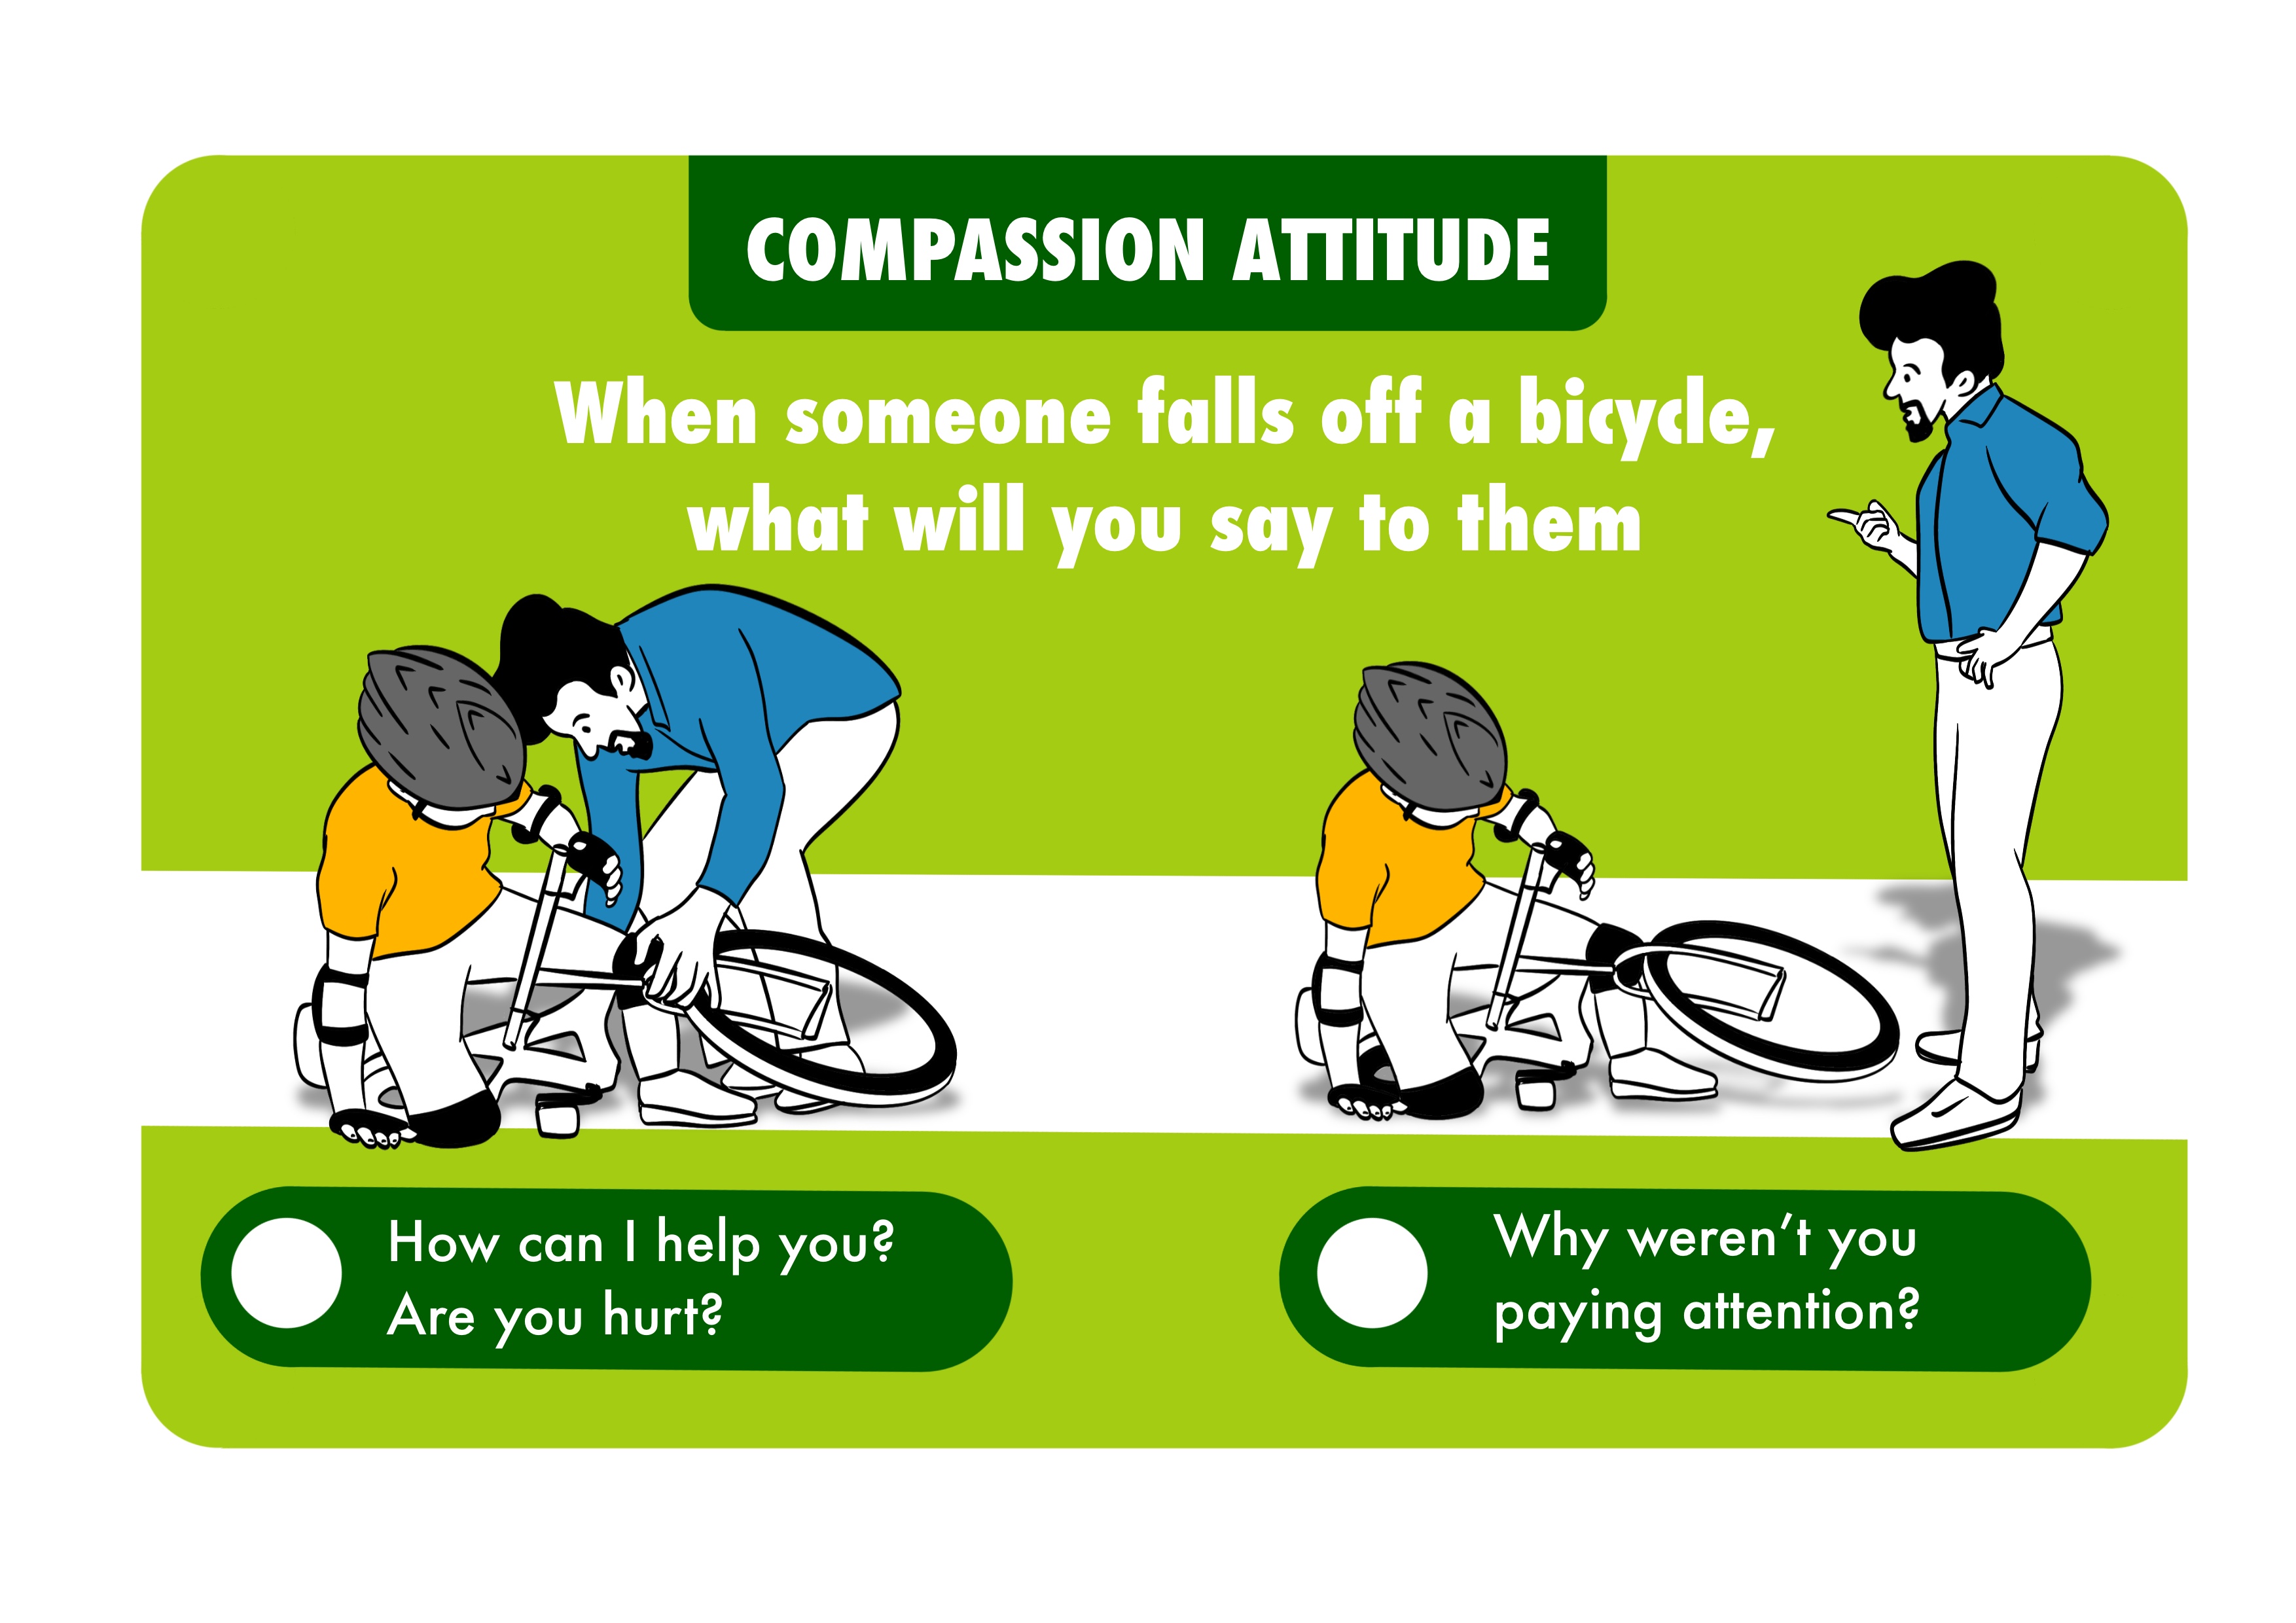 COMPASSION ATTITUDE
When someone falls off a bicycle,
what will you say to them
How can I help you?
Are you hurt?
Why weren't you
paying attention?